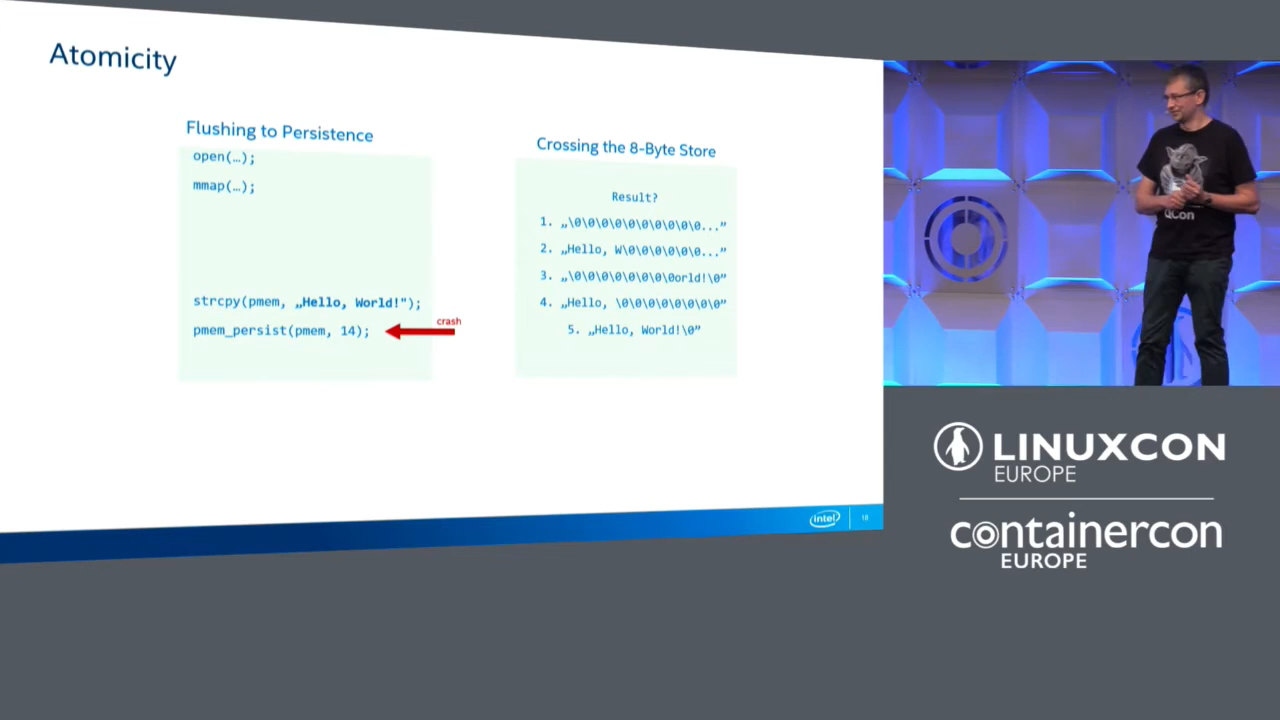 Atomicity
Flushing to Persistence
open(…);
mmap(…);
strcpy(pmem, „Hello, World!");
pmem_persist(pmem, 14);
crash
Crossing the 8-Byte Store
Result?
1. „\0\0\0\0\0\0\0\0\0\0...”
2. „Hello, W\0\0\0\0\0\0...”
3. „\0\0\0\0\0\0\0\0orld!\0”
4. „Hello, \0\0\0\0\0\0\0\0”
5. „Hello, World!\0”
intel
18
QCon
LINUXCON
EUROPE
containercon
EUROPE